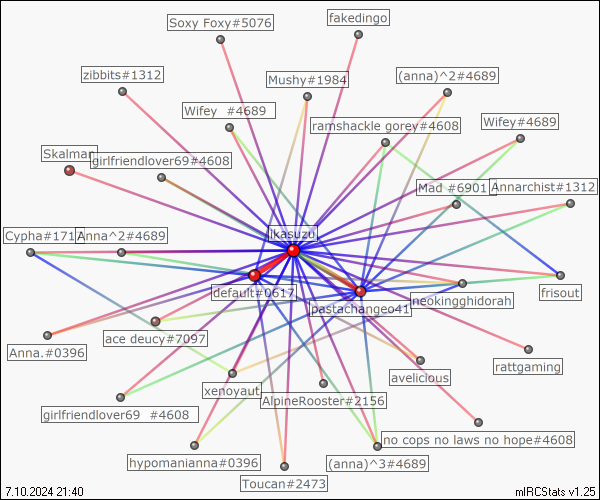 Soxy Foxy#5076
fakedingo
zibbits#1312
Mushy#1984
(anna)^2#4689
Wifey #4689
ramshackle gorey#4608
Wifey#4689
Skalman
girlfriendlover69#4608
Mad #6901
Annarchist#1312
Cypha#171
Anna^2#4689
ikasuzu
default#0617
pastachange41
neokingghidorah
frisout
Anna.#0396
ace deucy#7097
rattgaming
avelicious
xenoyaut
AlpineRooster#2156
girlfriendlover69 #4608
no cops no laws no hope#4608
hypomanianna#0396
(anna)^3#4689
Toucan#2473
7.10.2024 21:40
mIRCStats v1.25